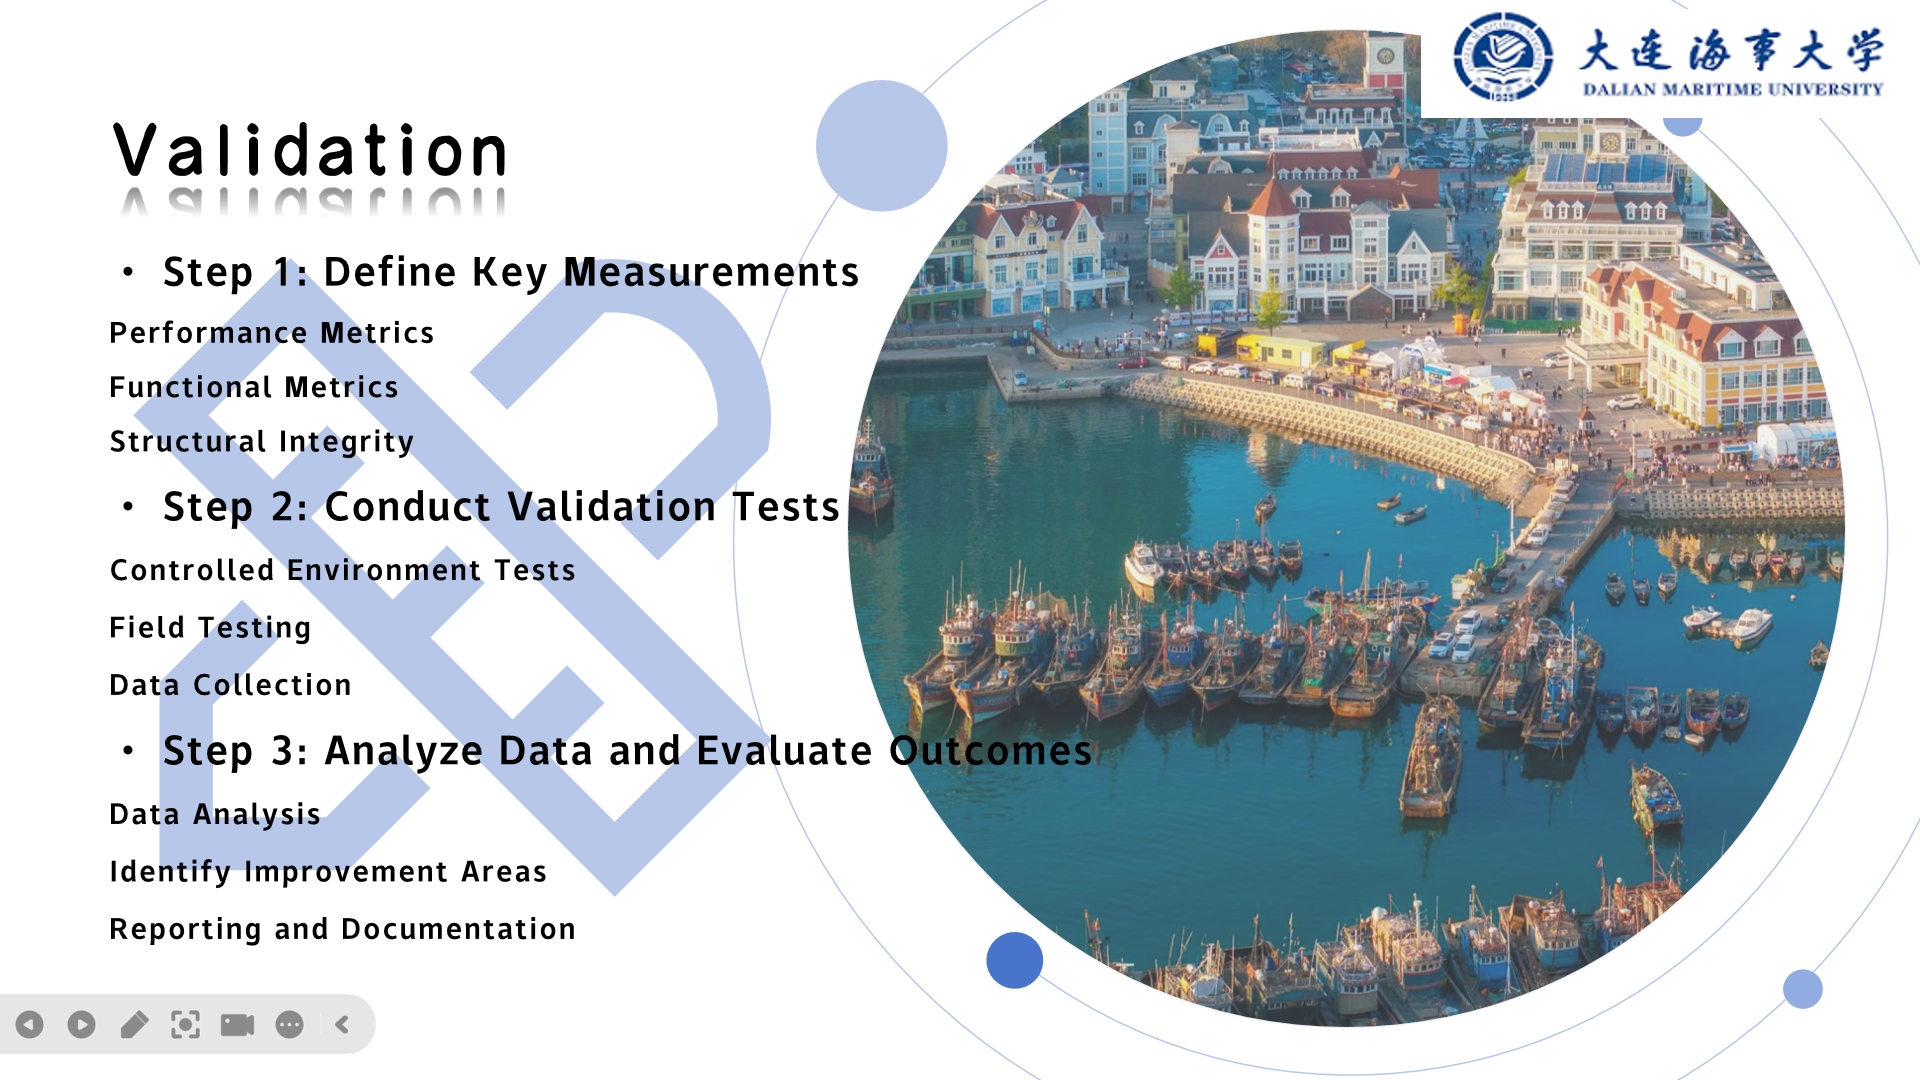 大连海事大学
DALIAN MARITIME UNIVERSITY
Validation
• Step 1: Define Key Measurements
Performance Metrics
Functional Metrics
Structural Integrity
• Step 2: Conduct Validation Tests
Controlled Environment Tests
Field Testing
Data Collection
• Step 3: Analyze Data and Evaluate Outcomes
Data Analysis
Identify Improvement Areas
Reporting and Documentation